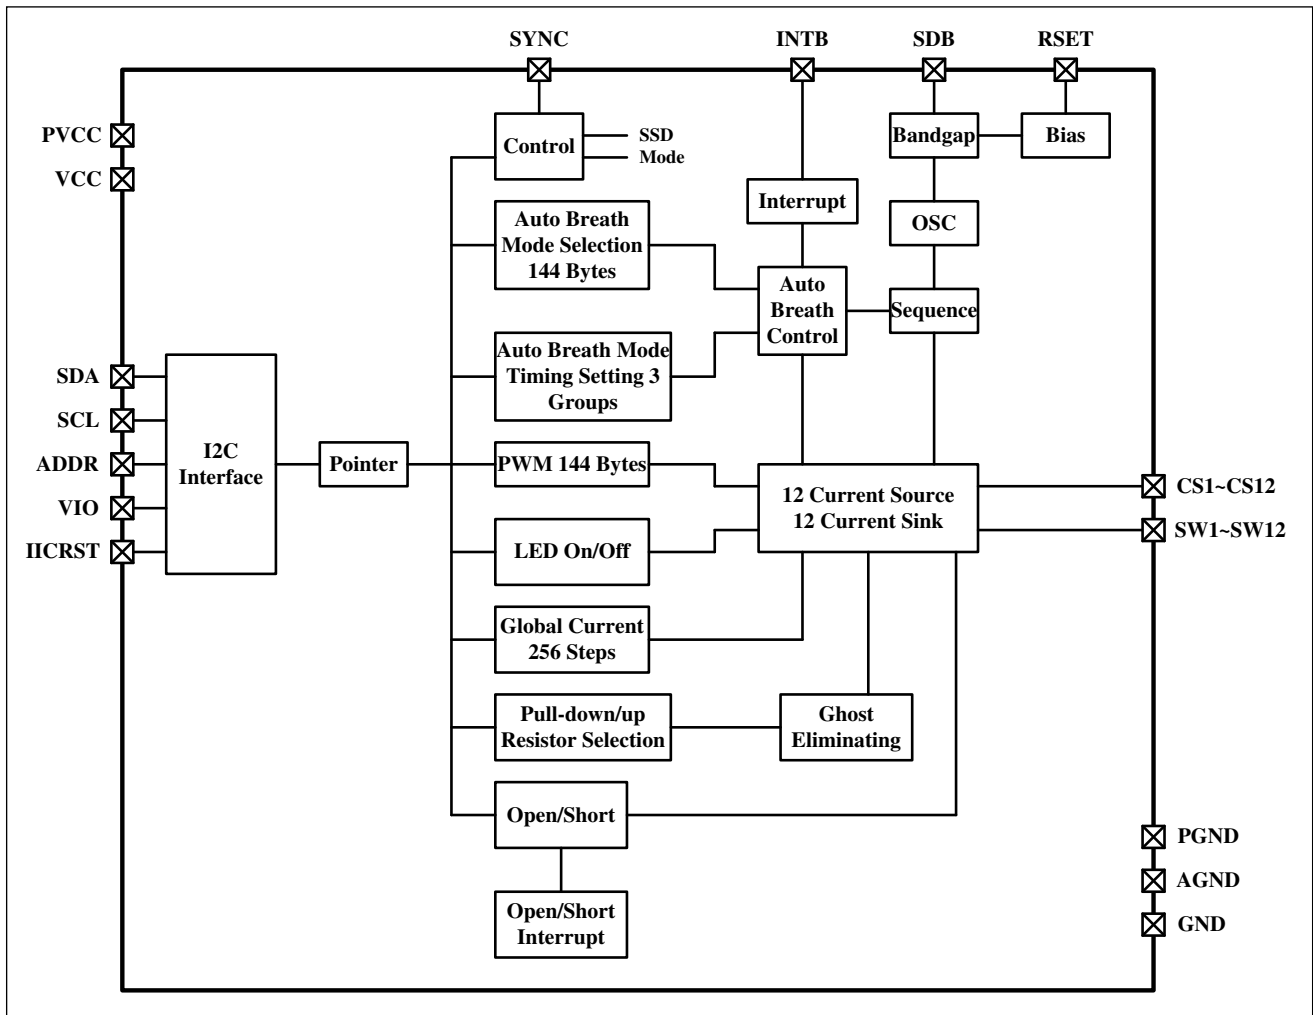 SYNC
INTB
SDB
RSET
PVCC
VCC
Control
SSD
Mode
Bandgap
Bias
Interrupt
OSC
Auto Breath
Mode Selection
144 Bytes
Auto
Breath
Control
Sequence
Auto Breath Mode
Timing Setting 3
Groups
SDA
SCL
ADDR
VIO
IICRST
I2C
Interface
Pointer
PWM 144 Bytes
12 Current Source
12 Current Sink
CS1~CS12
SW1~SW12
LED On/Off
Global Current
256 Steps
Pull-down/up
Resistor Selection
Ghost
Eliminating
Open/Short
Open/Short
Interrupt
PGND
AGND
GND